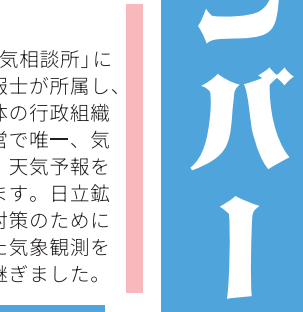 気相談所」に
報士が所属し、
体の行政組織
営で唯一、気
天気予報を
ます。日立鉱
対策のために
た気象観測を
継ぎました。
バー